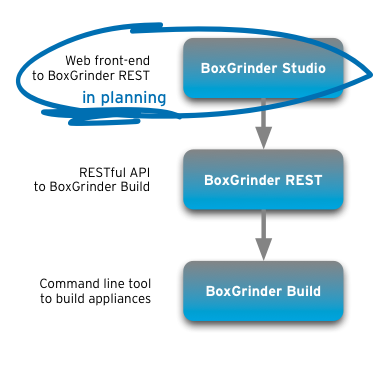 Web front-end
to BoxGrinder REST
in planning
BoxGrinder Studio
RESTful API
to BoxGrinder Build
BoxGrinder REST
Command line tool
to build appliances
BoxGrinder Build